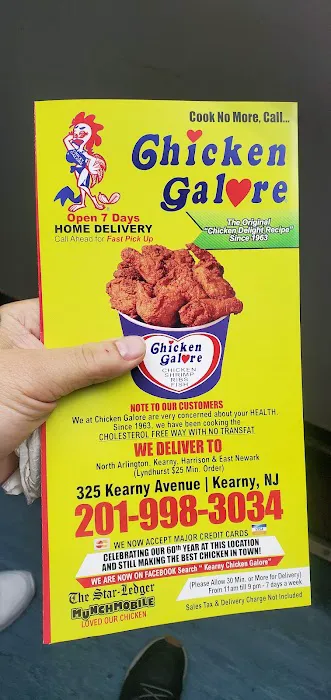 Cook No More, Call...
Chicken
Galore
The Original
"Chicken Delight Recipe"
Since 1963
Open 7 Days
HOME DELIVERY
Call Ahead for Fast Pick Up
Chicken
Galore
CHICKEN
SHRIMP
RIBS
FISH
NOTE TO OUR CUSTOMERS
We at Chicken Galore are very concerned about your HEALTH.
Since 1963, we have been cooking the
CHOLESTEROL FREE WAY WITH NO TRANSFAT
WE DELIVER TO
North Arlington, Kearny, Harrison & East Newark
(Lyndhurst $25 Min. Order)
325 Kearny Avenue | Kearny, NJ
201-998-3034
WE NOW ACCEPT MAJOR CREDIT CARDS
CELEBRATING OUR 60th YEAR AT THIS LOCATION
AND STILL MAKING THE BEST CHICKEN IN TOWN!
WE ARE NOW ON FACEBOOK Search " Kearny Chicken Galore"
The Star-Ledger
MUNCHMOBILE
LOVED OUR CHICKEN
(Please Allow 30 Min. or More for Delivery)
From 11am till 9 pm - 7 days a week
Sales Tax & Delivery Charge Not Included